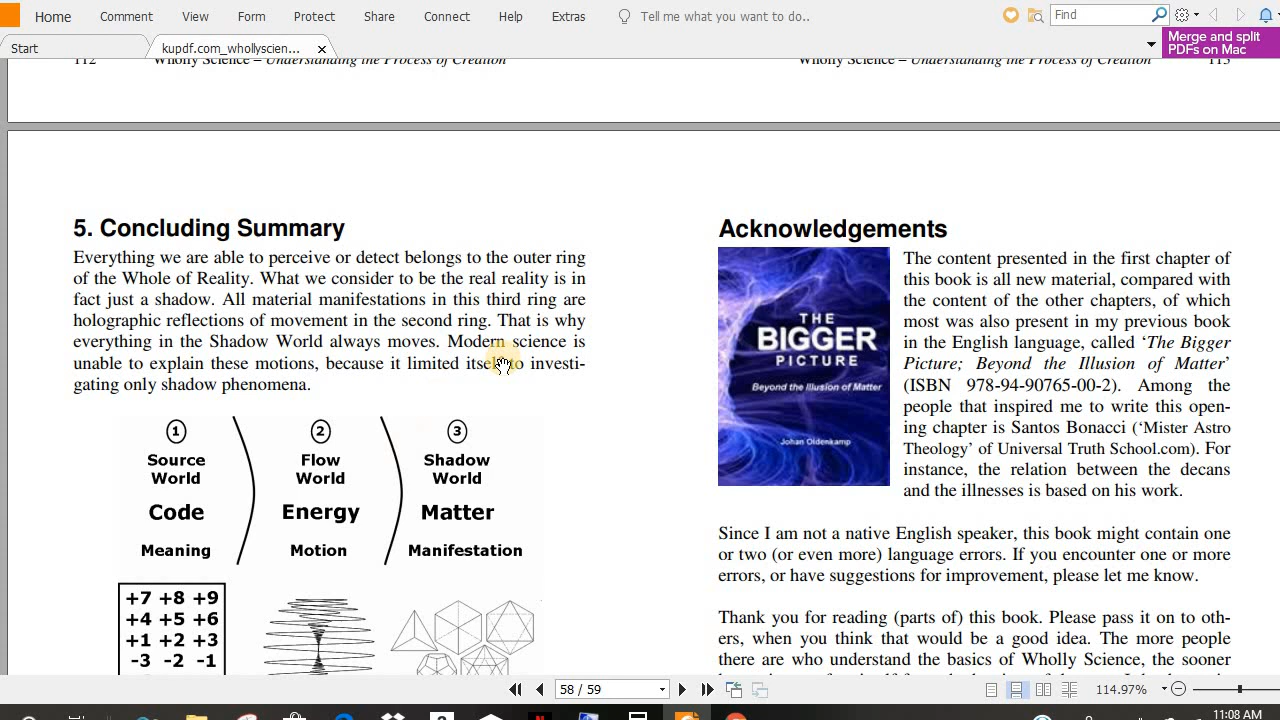 Home Comment View Form Protect Share Connect Help Extras Tell me what you want to do.. Find
Start kupdf.com_whollyscien... × Merge and split
PDFs on Mac
112 Wholly Science – Understanding the Process of Creation
Wholly Science – Understanding the Process of Creation
5. Concluding Summary
Everything we are able to perceive or detect belongs to the outer ring
of the Whole of Reality. What we consider to be the real reality is in
fact just a shadow. All material manifestations in this third ring are
holographic reflections of movement in the second ring. That is why
everything in the Shadow World always moves. Modern science is
unable to explain these motions, because it limited itself to investi-
gating only shadow phenomena.
1 2 3
Source Flow Shadow
World World World
Code Energy Matter
Meaning Motion Manifestation
+7 +8 +9
+4 +5 +6
+1 +2 +3
-3 -2 -1
Acknowledgements
THE
BIGGER
PICTURE
Beyond the Illusion of Matter
Johan Oldenkamp
The content presented in the first chapter of
this book is all new material, compared with
the content of the other chapters, of which
most was also present in my previous book
in the English language, called ‘The Bigger
Picture; Beyond the Illusion of Matter’
(ISBN 978-94-90765-00-2). Among the
people that inspired me to write this open-
ing chapter is Santos Bonacci (‘Mister Astro
Theology’ of Universal Truth School.com). For
instance, the relation between the decans
and the illnesses is based on his work.
Since I am not a native English speaker, this book might contain one
or two (or even more) language errors. If you encounter one or more
errors, or have suggestions for improvement, please let me know.
Thank you for reading (parts of) this book. Please pass it on to oth-
ers, when you think that would be a good idea. The more people
there are who understand the basics of Wholly Science, the sooner
58 / 59 114.97%
11:08 AM